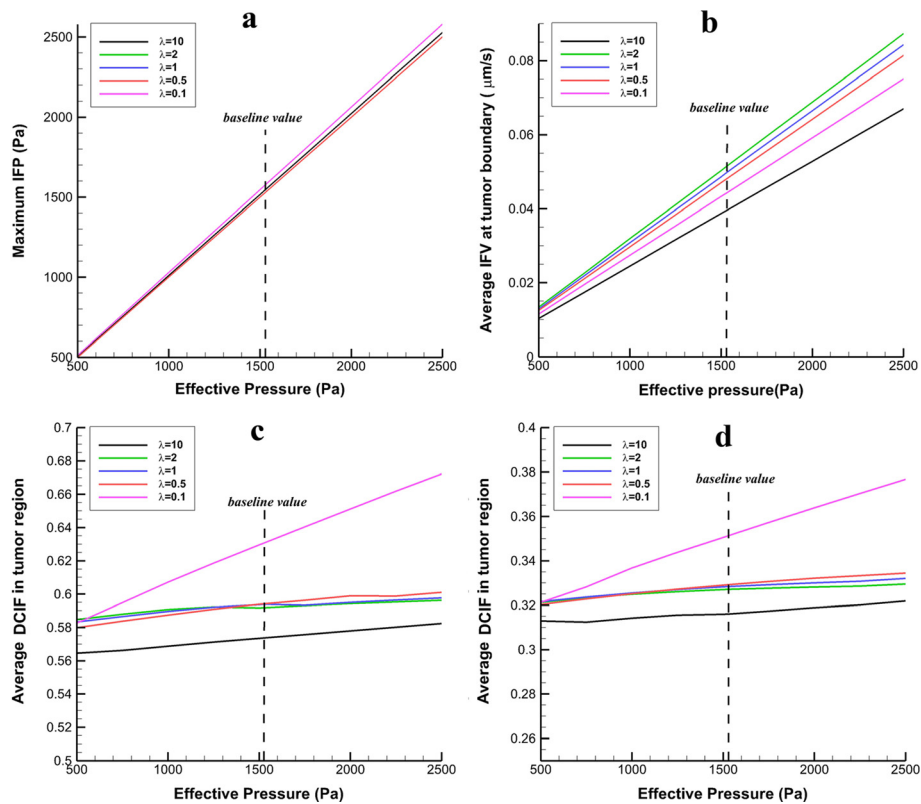 a
λ=10
λ=2
λ=1
λ=0.5
λ=0.1
baseline value
Maximum IFP (Pa)
2500
2000
1500
1000
500
500 1000 1500 2000 2500
Effective Pressure (Pa)
b
λ=10
λ=2
λ=1
λ=0.5
λ=0.1
baseline value
Average IFV at tumor boundary ( μm/s)
0.08
0.06
0.04
0.02
0
500 1000 1500 2000 2500
Effective pressure(Pa)
c
λ=10
λ=2
λ=1
λ=0.5
λ=0.1
baseline value
Average DCIF in tumor region
0.7
0.68
0.66
0.64
0.62
0.6
0.58
0.56
0.54
0.52
0.5
500 1000 1500 2000 2500
Effective Pressure (Pa)
d
λ=10
λ=2
λ=1
λ=0.5
λ=0.1
baseline value
Average DCIF in tumor region
0.4
0.38
0.36
0.34
0.32
0.3
0.28
0.26
500 1000 1500 2000 2500
Effective Pressure (Pa)